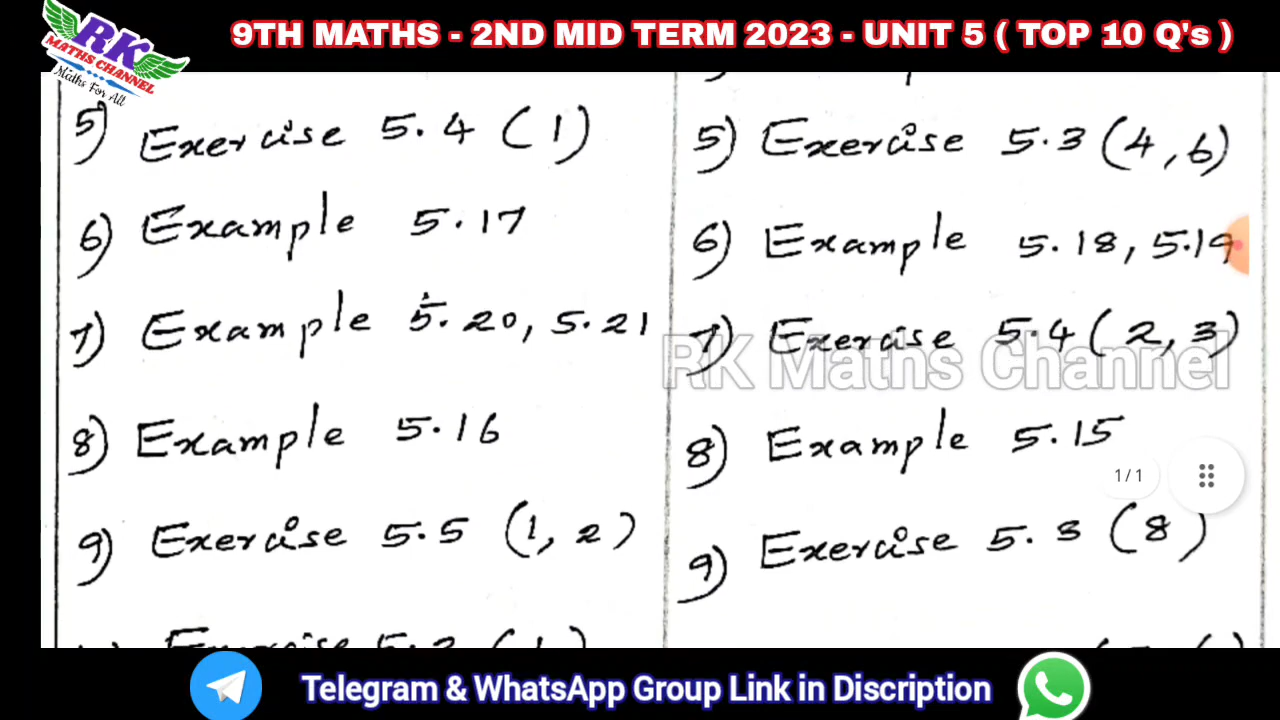 9TH MATHS - 2ND MID TERM 2023 - UNIT 5 ( TOP 10 Q's )
RK
MATHS CHANNEL
Maths For All
5) Exercise 5.4 (1)
6) Example 5.17
7) Example 5.20, 5.21
8) Example 5.16
9) Exercise 5.5 (1, 2)
5) Exercise 5.3 (4, 6)
6) Example 5.18, 5.19
7) Exercise 5.4 (2, 3)
8) Example 5.15
9) Exercise 5.3 (8)
RK Maths Channel
1/1
Telegram & WhatsApp Group Link in Discription